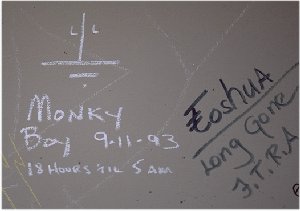 L L
MONKY
BOY 9-11-93
18 HOURS 'TIL 5 AM
Eoshua
Long Gone
F.T.R.A